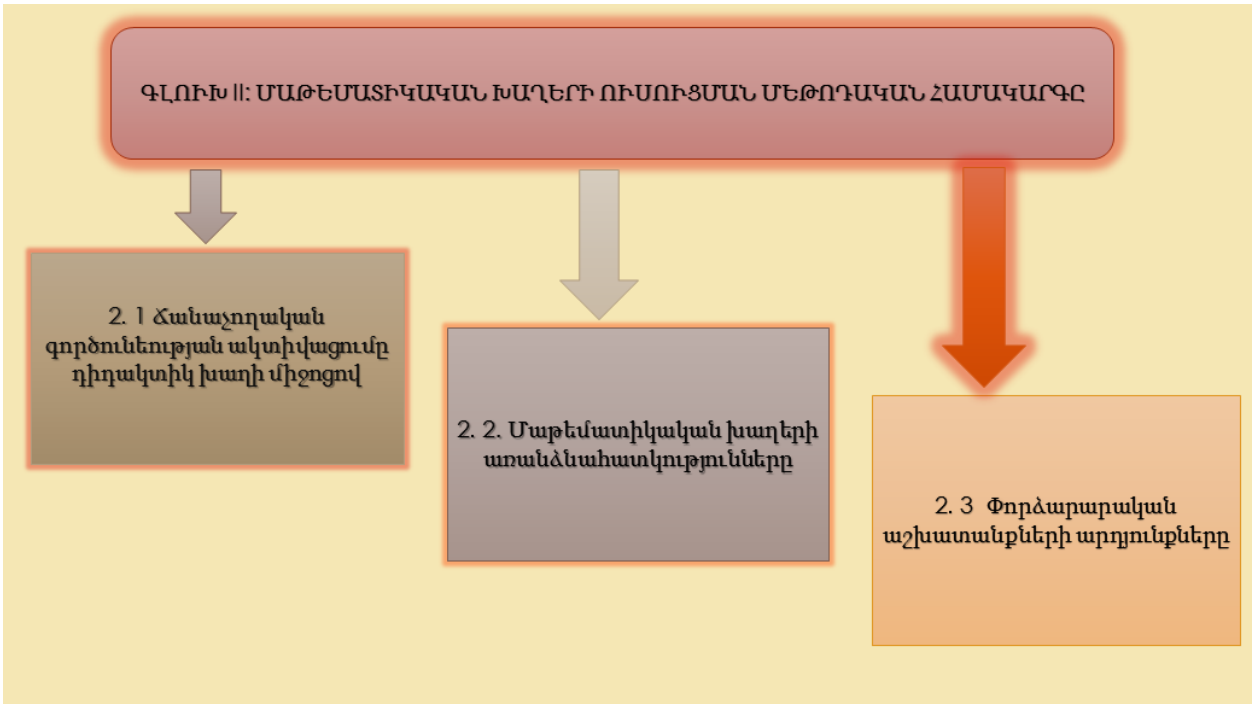 ԳԼՈՒԽ II: ՄԱԹԵՄԱՏԻԿԱԿԱՆ ԽԱՂԵՐԻ ՈՒՍՈՒՑՄԱՆ ՄԵԹՈԴԱԿԱՆ ՀԱՄԱԿԱՐԳԸ
2. 1 Ճանաչողական
գործունեության ակտիվացումը
դիդակտիկ խաղի միջոցով
2. 2. Մաթեմատիկական խաղերի
առանձնահատկությունները
2. 3 Փորձարարական
աշխատանքների արդյունքները